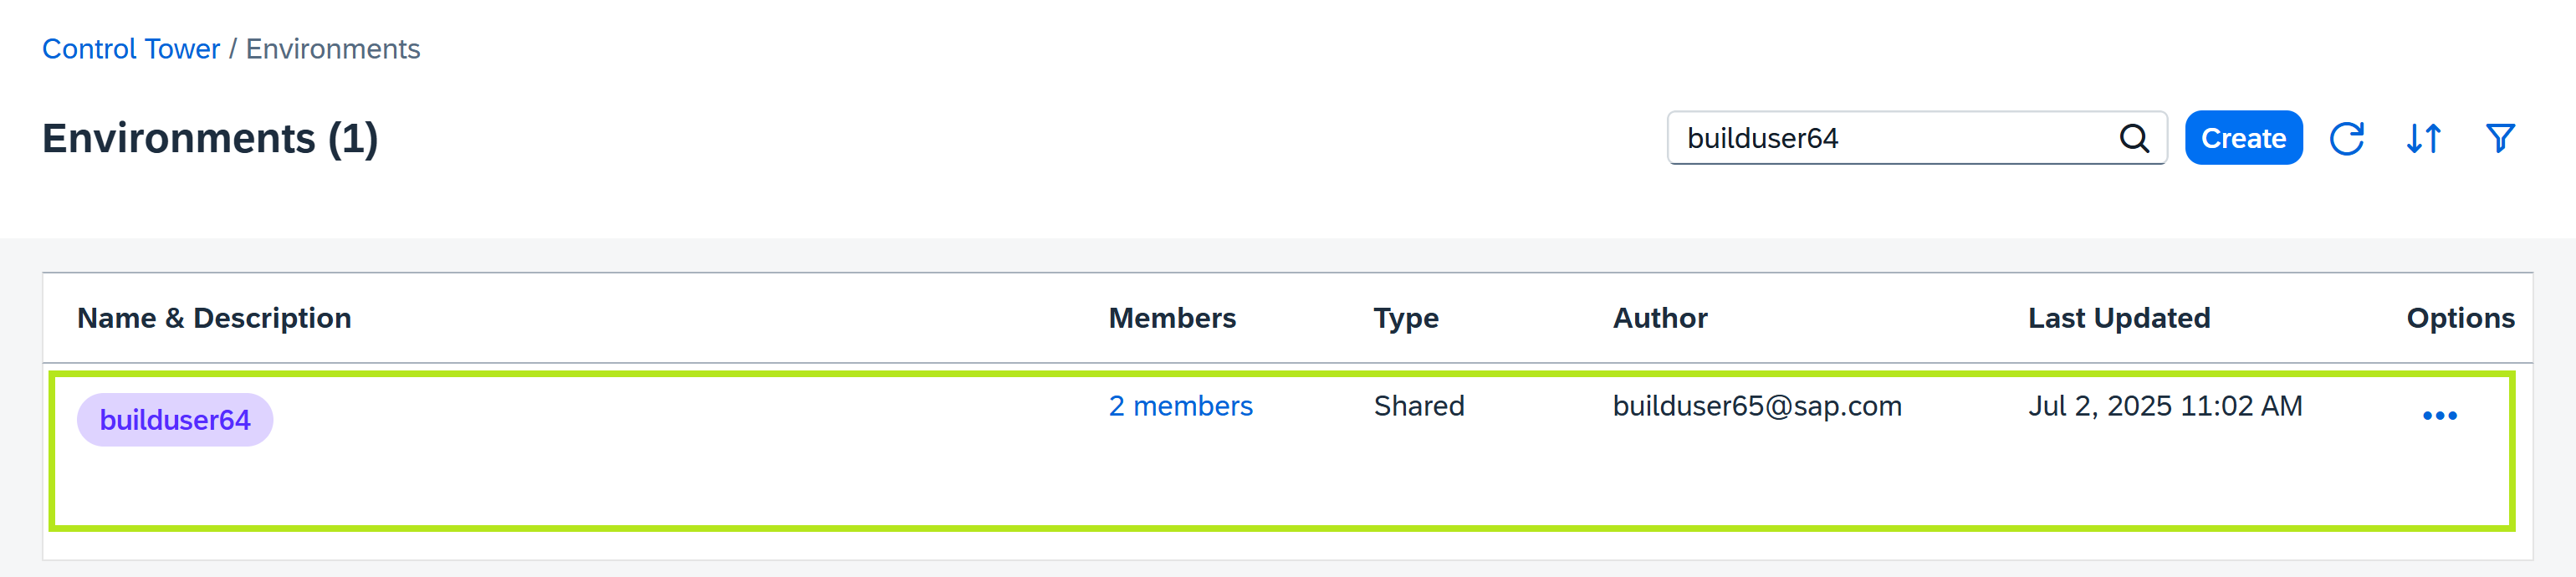 Control Tower / Environments
Environments (1)
builduser64
Create
Name & Description Members Type Author Last Updated Options
builduser64 2 members Shared builduser65@sap.com Jul 2, 2025 11:02 AM